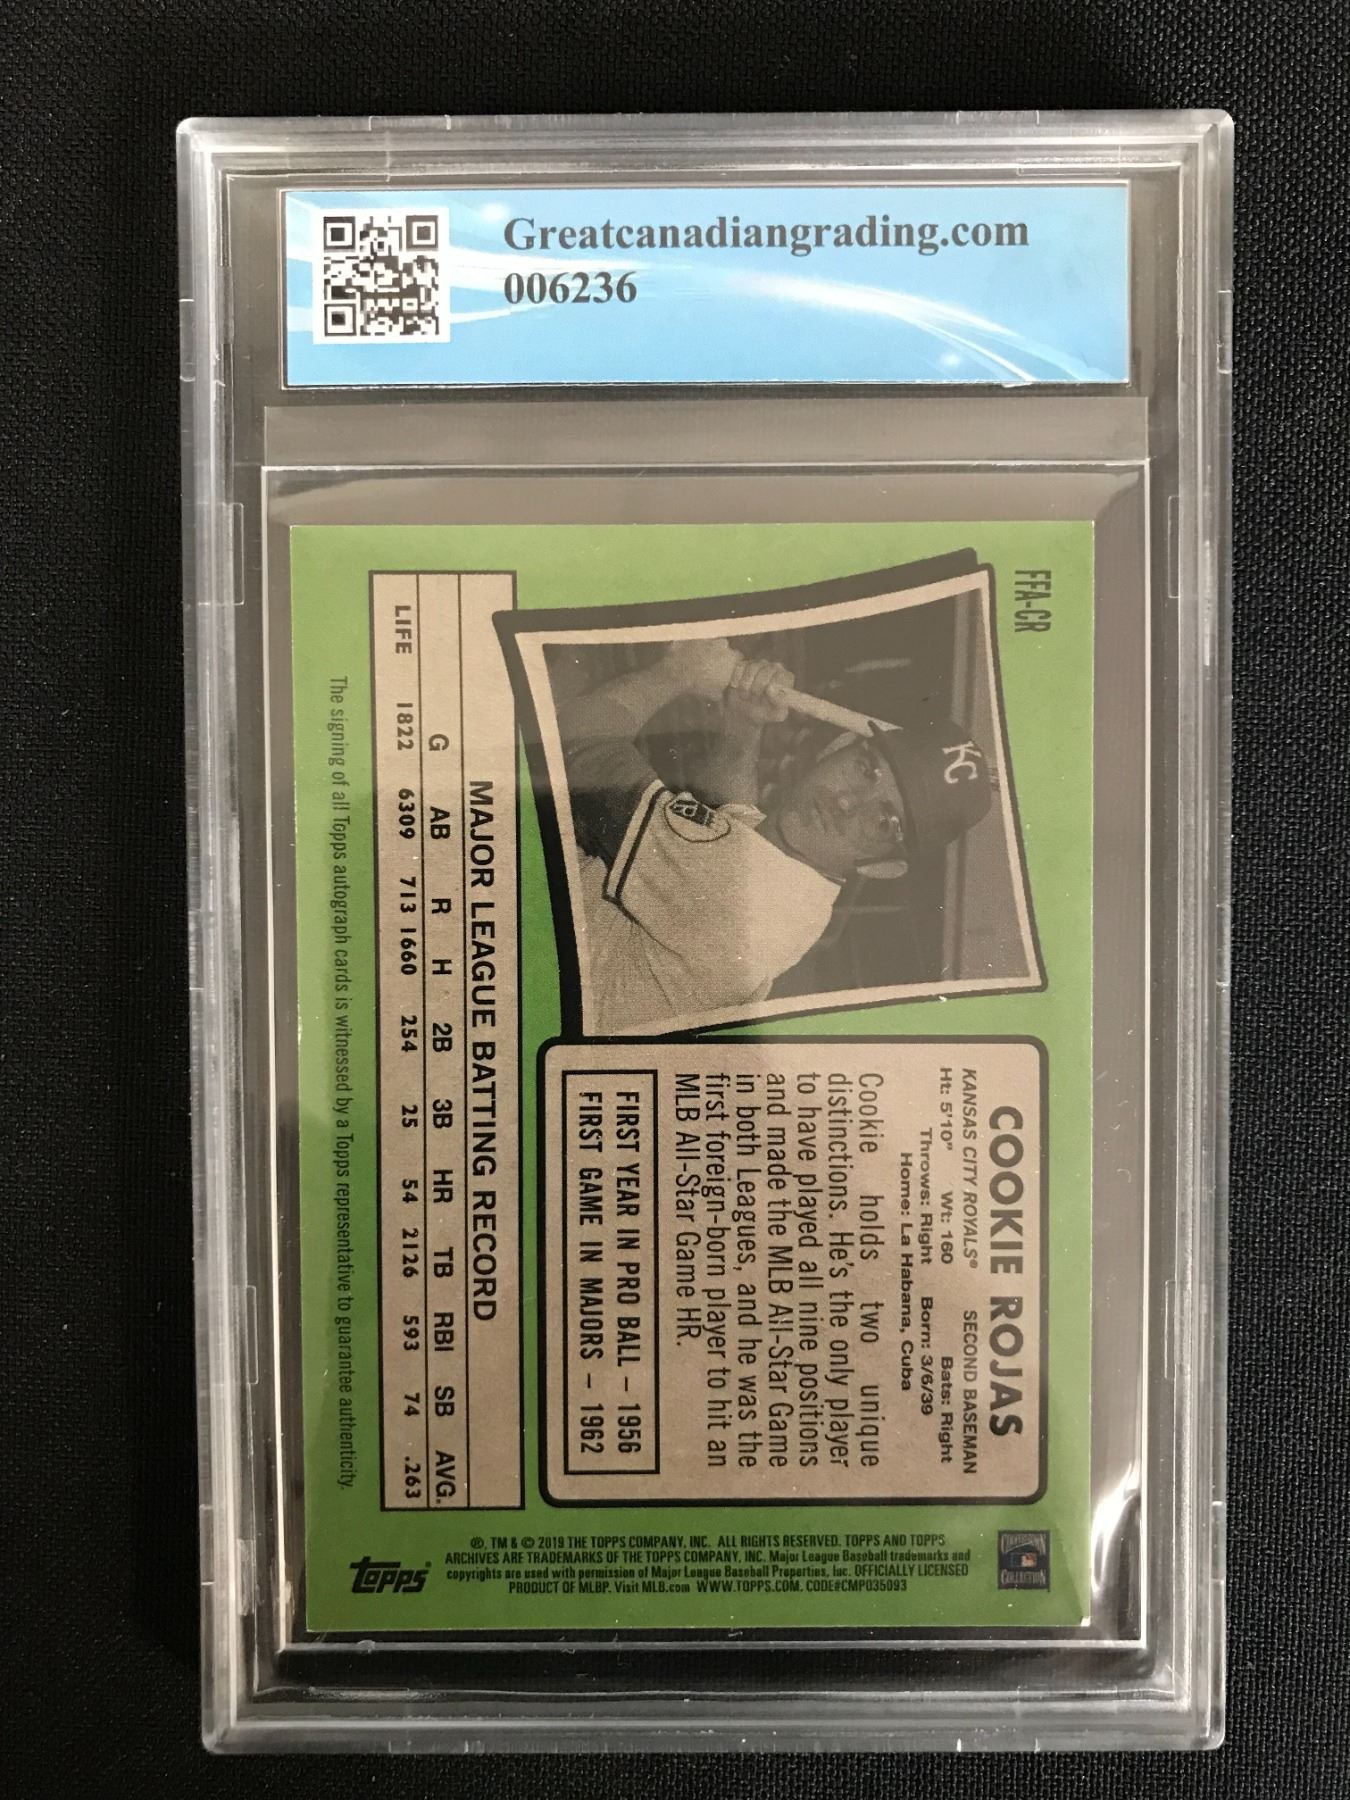 Greatcanadiangrading.com
006236
FFA-CR
KC
COOKIE ROJAS
KANSAS CITY ROYALS® SECOND BASEMAN
Ht: 5'10" Wt: 160 Bats: Right
Throws: Right Born: 3/6/39
Home: La Habana, Cuba
Cookie holds two unique
distinctions. He's the only player
to have played all nine positions
and made the MLB All-Star Game
in both Leagues, and he was the
first foreign-born player to hit an
MLB All-Star Game HR.
FIRST YEAR IN PRO BALL – 1956
FIRST GAME IN MAJORS – 1962
MAJOR LEAGUE BATTING RECORD
G AB R H 2B 3B HR TB RBI SB AVG.
LIFE 1822 6309 713 1660 254 25 54 2126 593 74 .263
The signing of all Topps autograph cards is witnessed by a Topps representative to guarantee authenticity.
COOPERSTOWN
COLLECTION
®, TM & © 2019 THE TOPPS COMPANY, INC. ALL RIGHTS RESERVED. TOPPS AND TOPPS
ARCHIVES ARE TRADEMARKS OF THE TOPPS COMPANY, INC. Major League Baseball trademarks and
copyrights are used with permission of Major League Baseball Properties, Inc. OFFICIALLY LICENSED
PRODUCT OF MLBP. Visit MLB.com WWW.TOPPS.COM. CODE#CMP035093
topps®